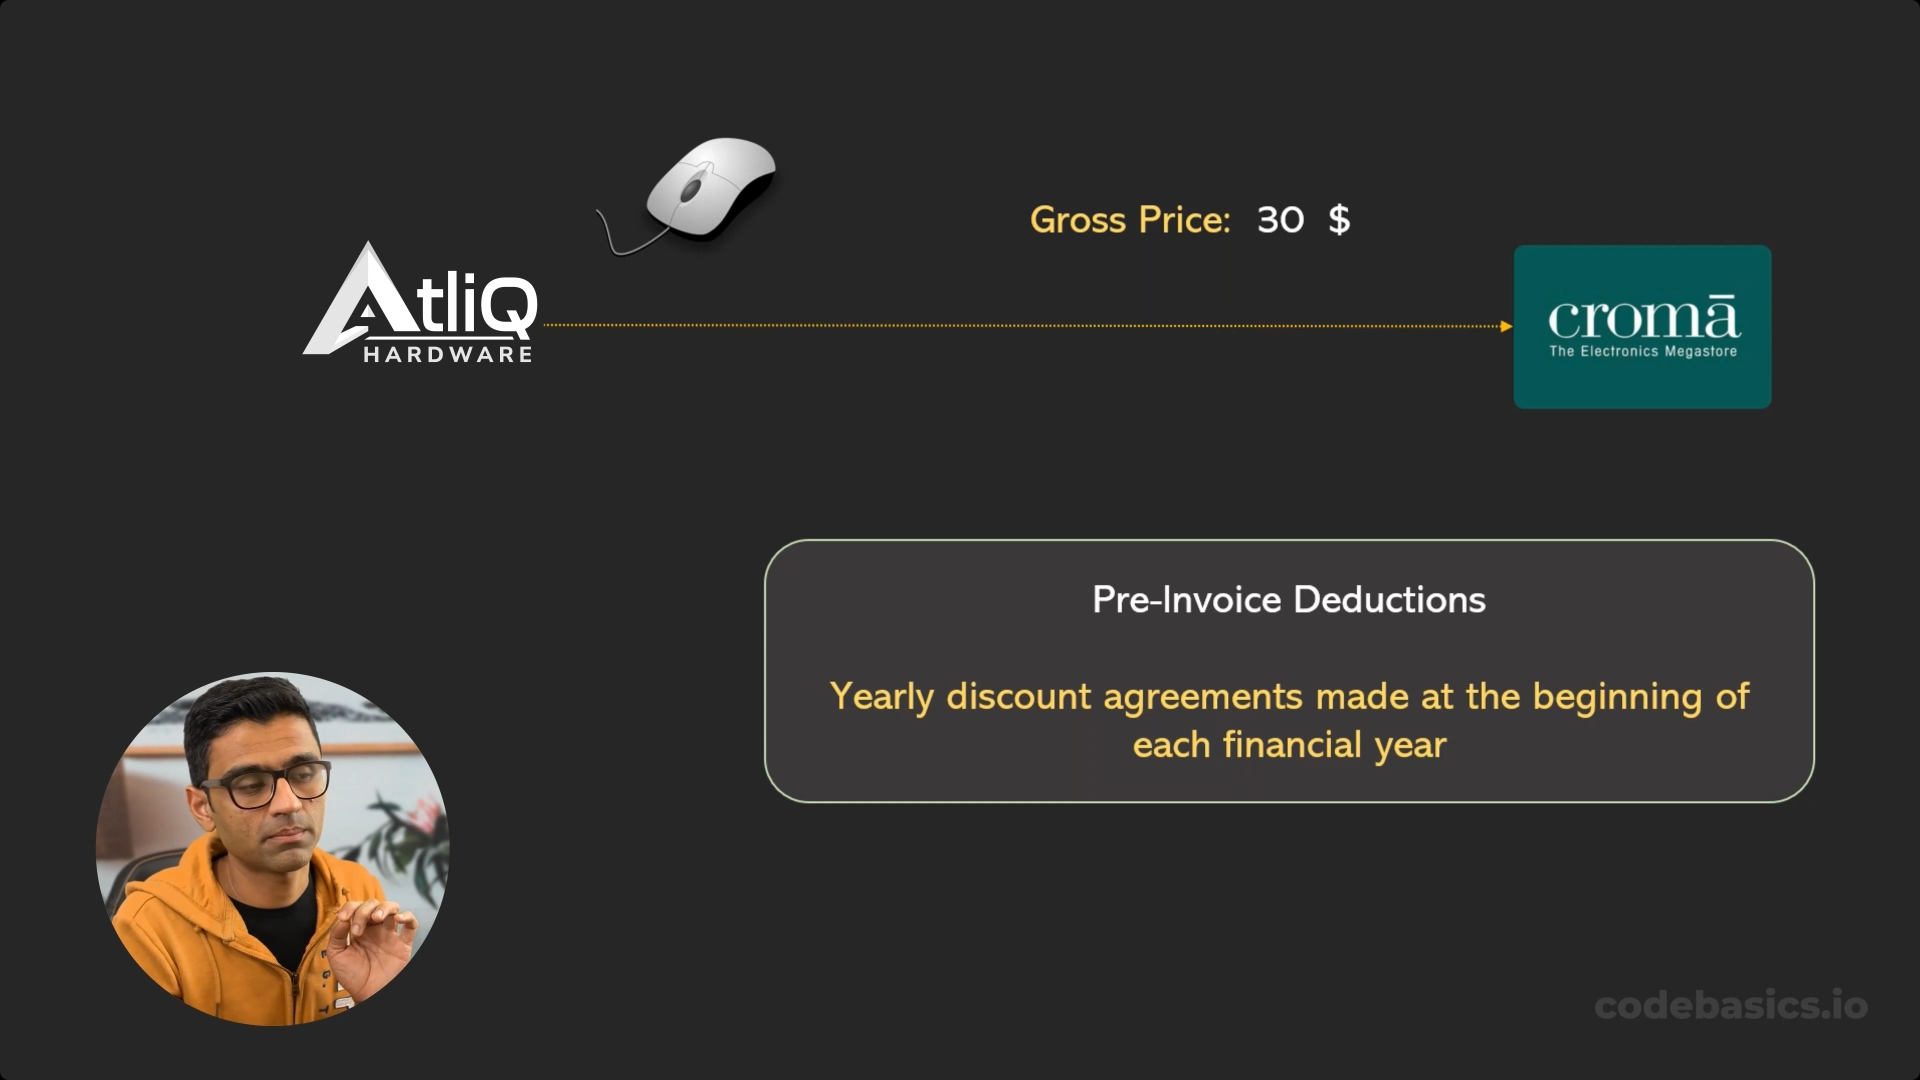 Gross Price: 30 $
AtliQ
HARDWARE
cromā
The Electronics Megastore
Pre-Invoice Deductions
Yearly discount agreements made at the beginning of
each financial year
codebasics.io